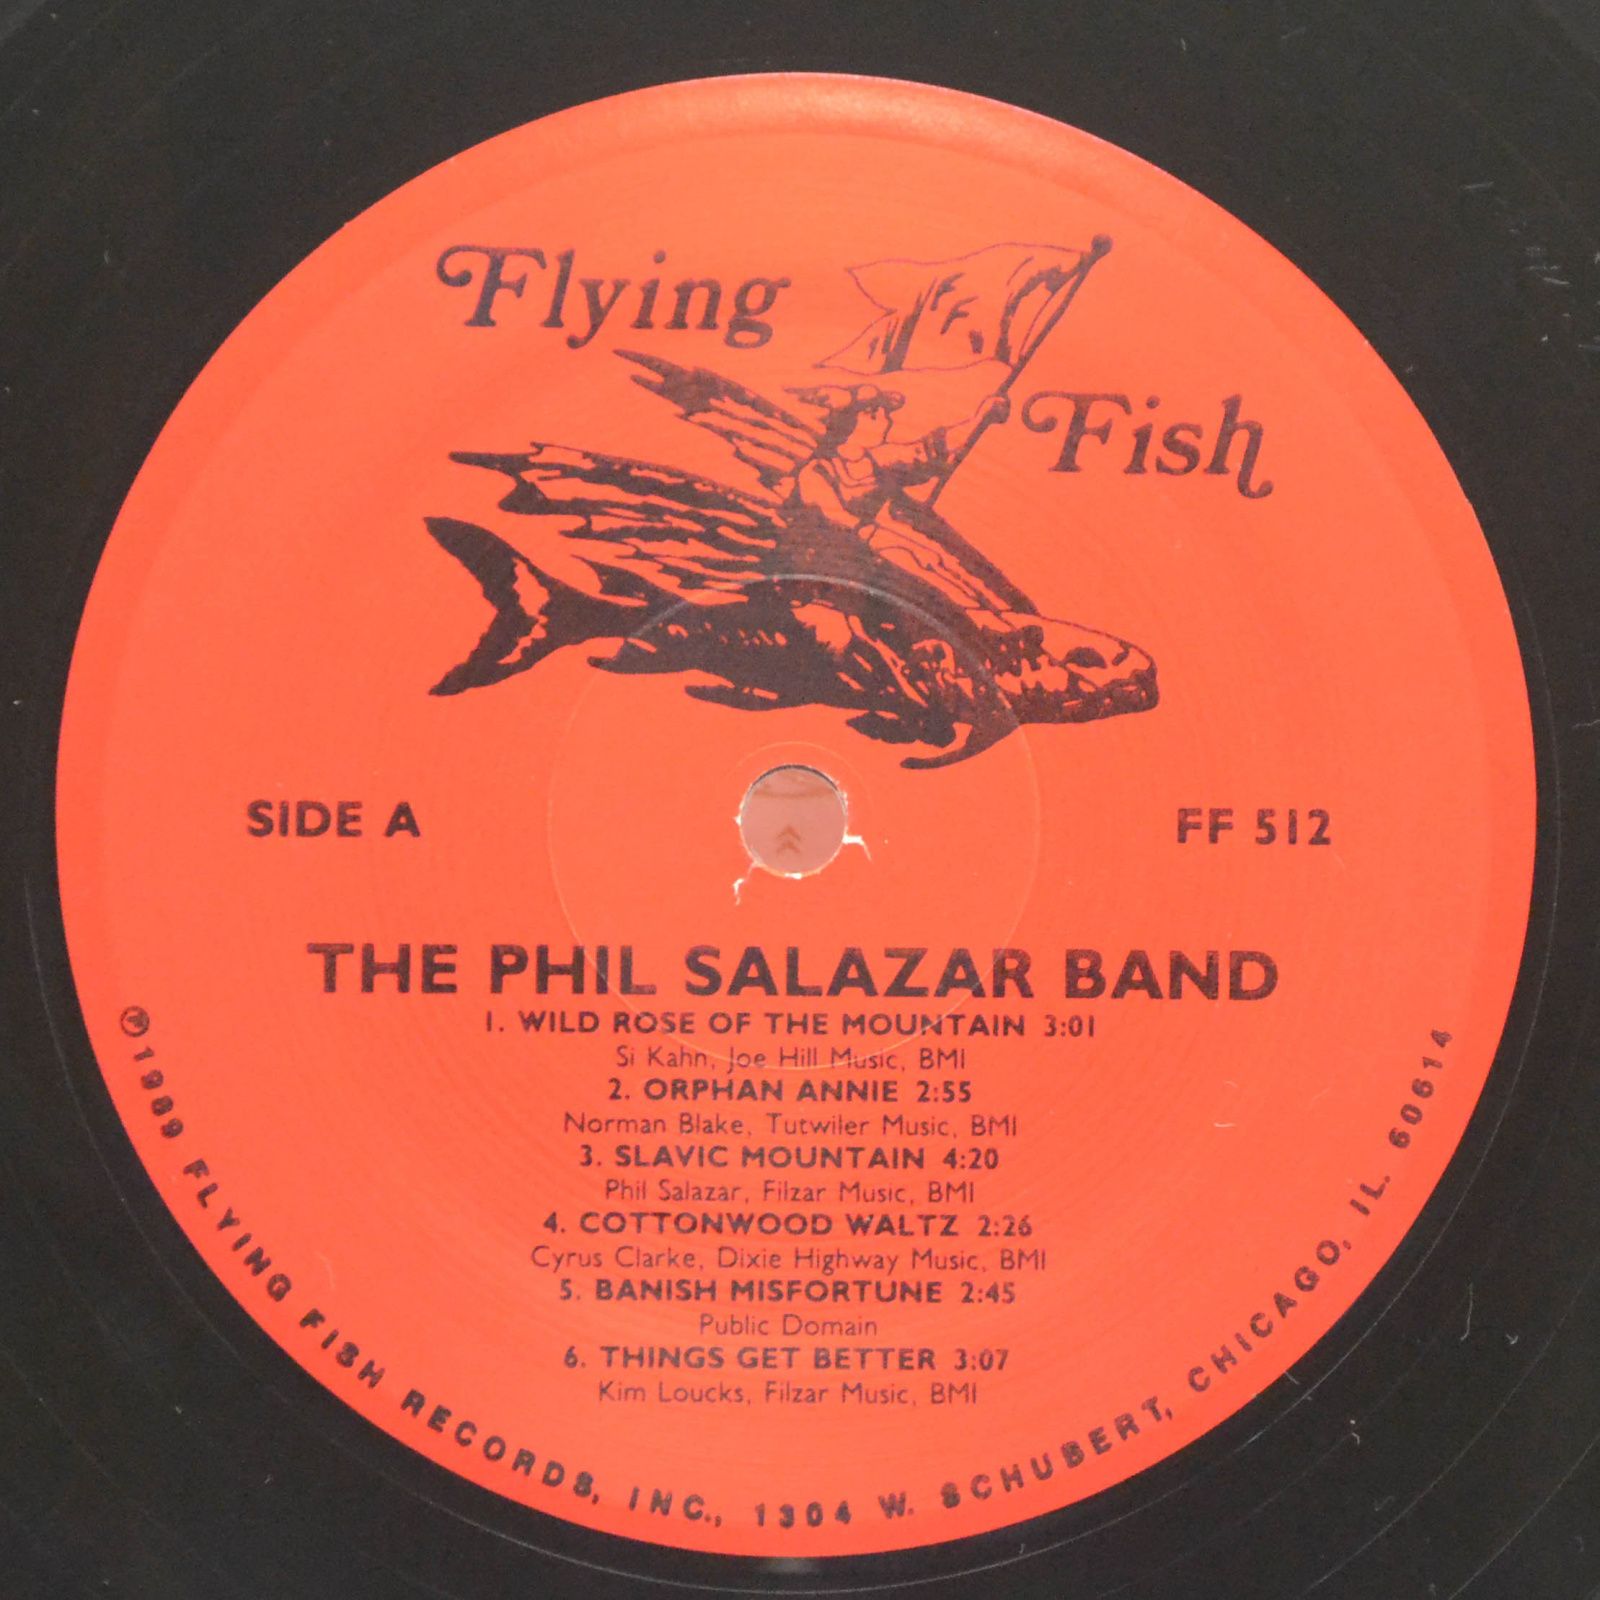 Flying
FF
Fish
SIDE A
FF 512
THE PHIL SALAZAR BAND
1. WILD ROSE OF THE MOUNTAIN 3:01
Si Kahn, Joe Hill Music, BMI
2. ORPHAN ANNIE 2:55
Norman Blake, Tutwiler Music, BMI
3. SLAVIC MOUNTAIN 4:20
Phil Salazar, Filzar Music, BMI
4. COTTONWOOD WALTZ 2:26
Cyrus Clarke, Dixie Highway Music, BMI
5. BANISH MISFORTUNE 2:45
Public Domain
6. THINGS GET BETTER 3:07
Kim Loucks, Filzar Music, BMI
℗1989 FLYING FISH RECORDS, INC., 1304 W. SCHUBERT, CHICAGO, IL. 60614